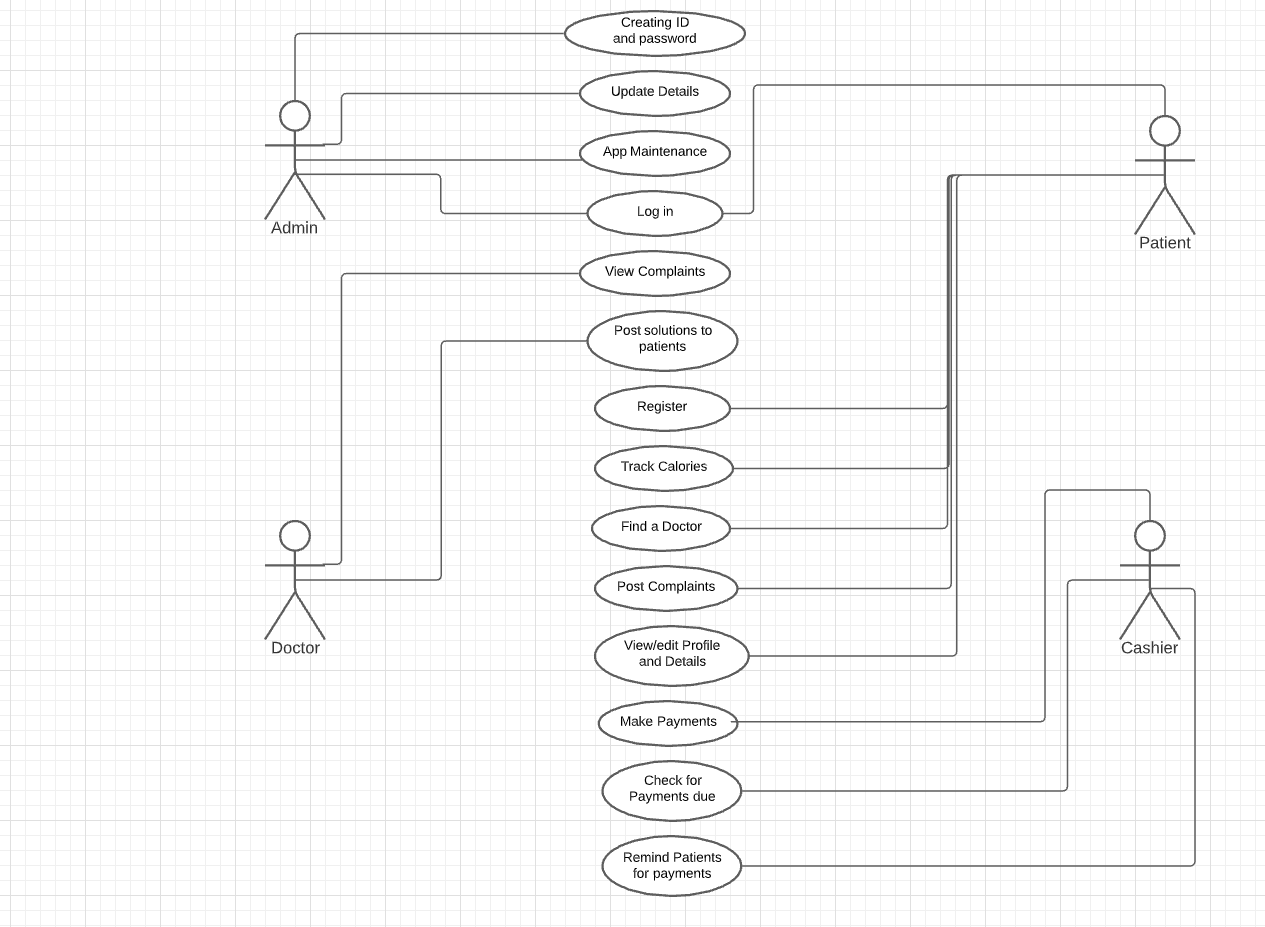 Creating ID
and password
Update Details
App Maintenance
Log in
Admin
Patient
View Complaints
Post solutions to
patients
Register
Track Calories
Find a Doctor
Post Complaints
Doctor
Cashier
View/edit Profile
and Details
Make Payments
Check for
Payments due
Remind Patients
for payments